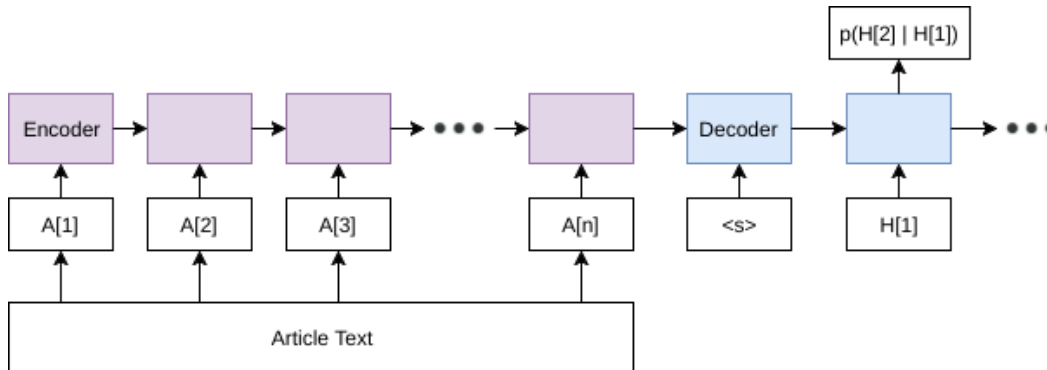 p(H[2] | H[1])
Encoder
Decoder
A[1]
A[2]
A[3]
A[n]
<s>
H[1]
Article Text